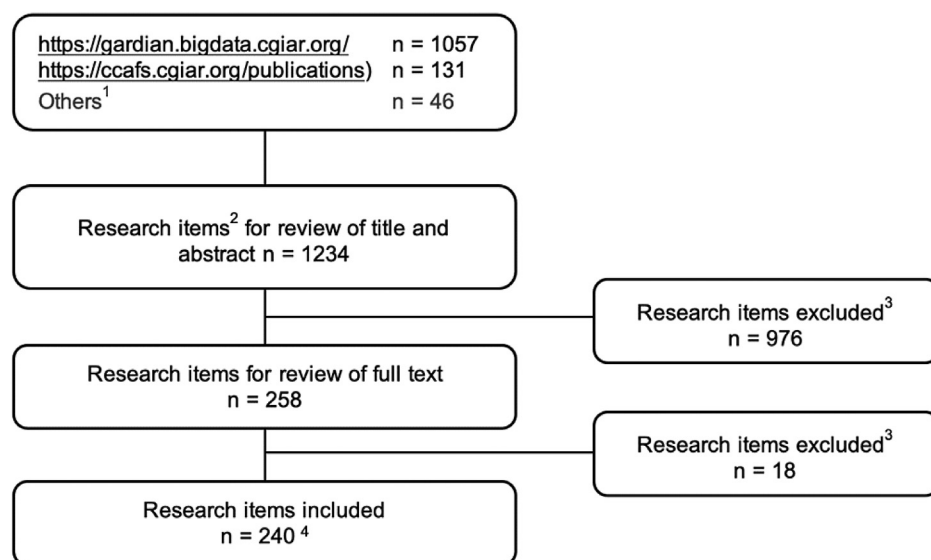 https://gardian.bigdata.cgiar.org/ n = 1057
https://ccafs.cgiar.org/publications) n = 131
Others¹ n = 46
Research items² for review of title and
abstract n = 1234
Research items excluded³
n = 976
Research items for review of full text
n = 258
Research items excluded³
n = 18
Research items included
n = 240 ⁴